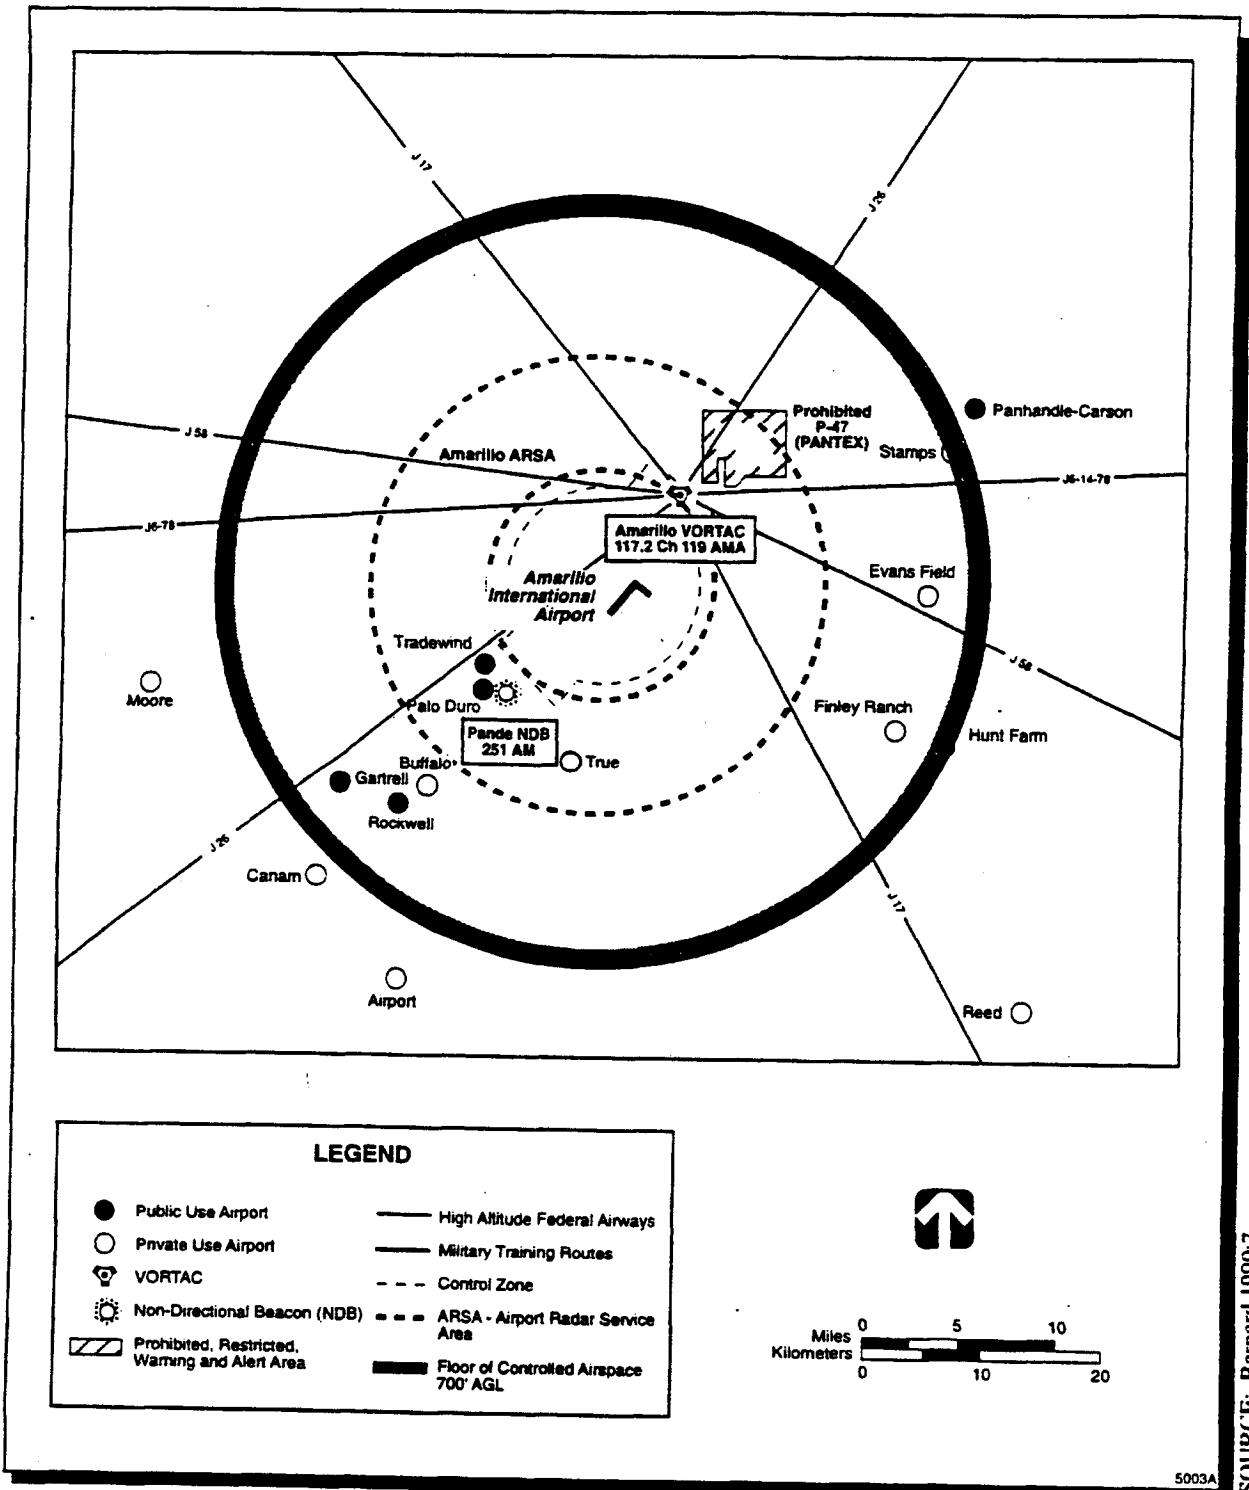 J 17
J 26
Prohibited
P-47
(PANTEX)
Panhandle-Carson
Stamps
J 58
Amarillo ARSA
J6-14-78
J6-78
Amarillo VORTAC
117.2 Ch 119 AMA
Evans Field
Amarillo
International
Airport
Tradewind
J 58
Moore
Palo Duro
Finley Ranch
Hunt Farm
Pande NDB
251 AM
Buffalo
True
Gartrell
Rockwell
J 26
Canam
J 17
Airport
Reed
LEGEND
Public Use Airport
Private Use Airport
VORTAC
Non-Directional Beacon (NDB)
Prohibited, Restricted,
Warning and Alert Area
High Altitude Federal Airways
Military Training Routes
Control Zone
ARSA - Airport Radar Service
Area
Floor of Controlled Airspace
700' AGL
Miles
0 5 10
Kilometers
0 10 20
5003A